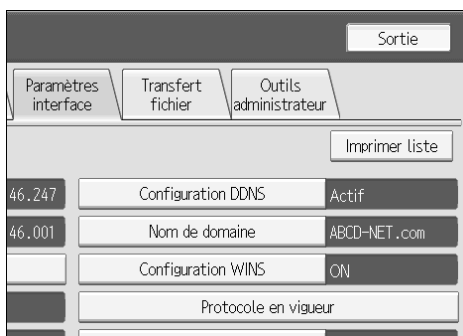 Sortie
Paramètres interface
Transfert fichier
Outils administrateur
Imprimer liste
46.247
Configuration DDNS
Actif
46.001
Nom de domaine
ABCD-NET.com
Configuration WINS
ON
Protocole en vigueur